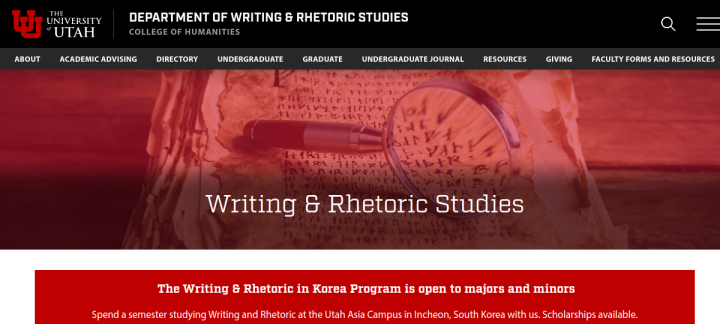 THE
UNIVERSITY
of
UTAH
DEPARTMENT OF WRITING & RHETORIC STUDIES
COLLEGE OF HUMANITIES
ABOUT ACADEMIC ADVISING DIRECTORY UNDERGRADUATE GRADUATE UNDERGRADUATE JOURNAL RESOURCES GIVING FACULTY FORMS AND RESOURCES
Writing & Rhetoric Studies
The Writing & Rhetoric in Korea Program is open to majors and minors
Spend a semester studying Writing and Rhetoric at the Utah Asia Campus in Incheon, South Korea with us. Scholarships available.